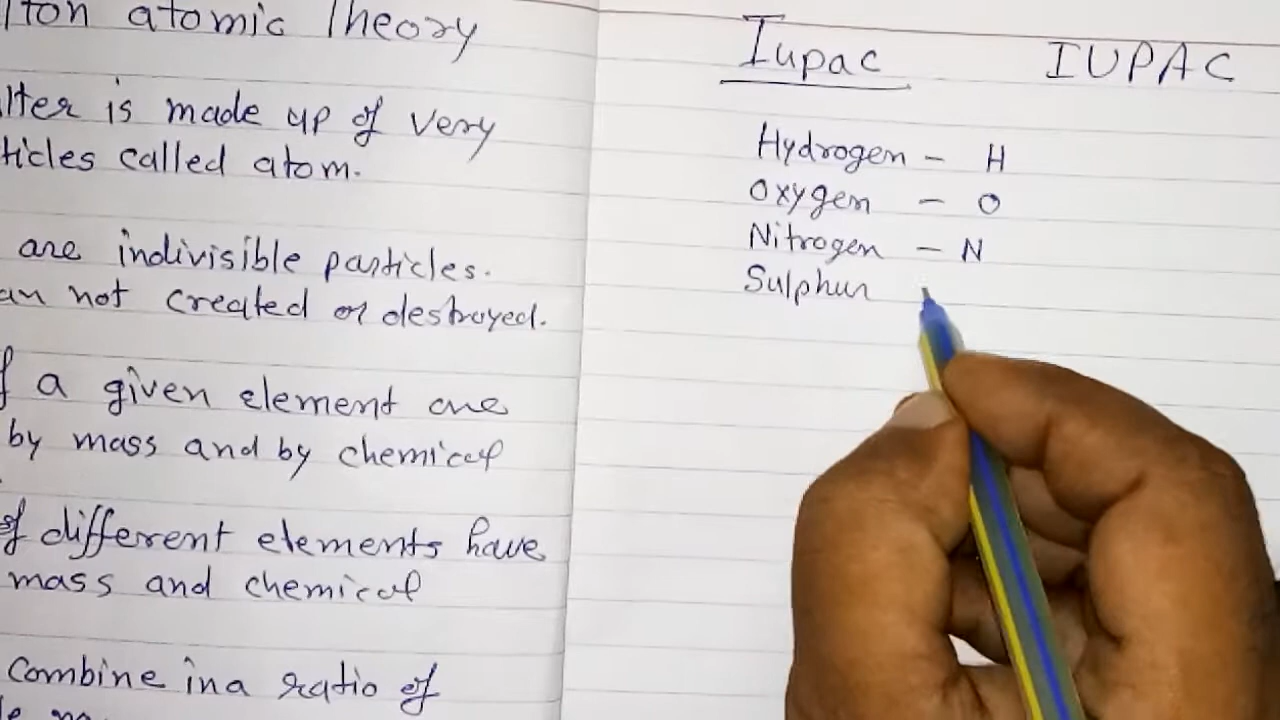 lton atomic Theory
lter is made up of very
ticles called atom.
are indivisible particles.
an not created or destroyed.
f a given element are
by mass and by chemical
of different elements have
mass and chemical
combine in a ratio of
Iupac IUPAC
Hydrogen – H
Oxygen – O
Nitrogen – N
Sulphur